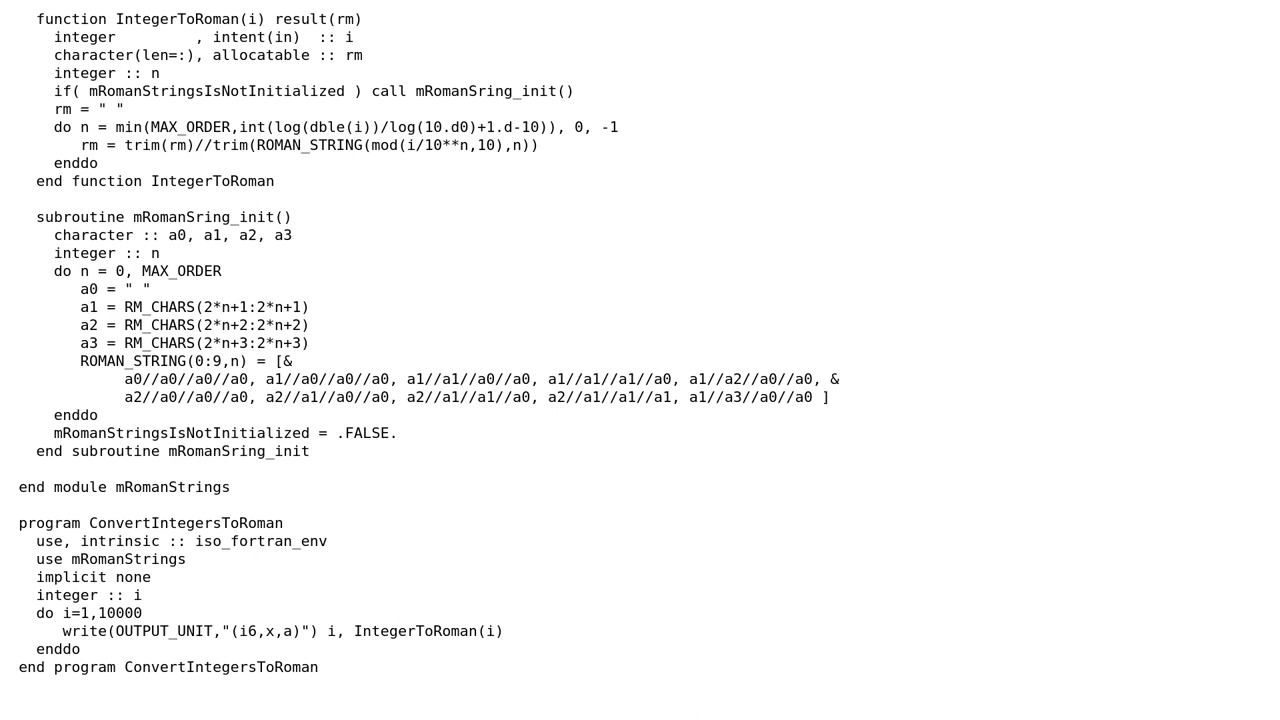 function IntegerToRoman(i) result(rm)
integer         , intent(in)  :: i
character(len=:), allocatable :: rm
integer :: n
if( mRomanStringsIsNotInitialized ) call mRomanSring_init()
rm = " "
do n = min(MAX_ORDER,int(log(dble(i))/log(10.d0)+1.d-10)), 0, -1
rm = trim(rm)//trim(ROMAN_STRING(mod(i/10**n,10),n))
enddo
end function IntegerToRoman
subroutine mRomanSring_init()
character :: a0, a1, a2, a3
integer :: n
do n = 0, MAX_ORDER
a0 = " "
a1 = RM_CHARS(2*n+1:2*n+1)
a2 = RM_CHARS(2*n+2:2*n+2)
a3 = RM_CHARS(2*n+3:2*n+3)
ROMAN_STRING(0:9,n) = [&
a0//a0//a0//a0, a1//a0//a0//a0, a1//a1//a0//a0, a1//a1//a1//a0, a1//a2//a0//a0, &
a2//a0//a0//a0, a2//a1//a0//a0, a2//a1//a1//a0, a2//a1//a1//a1, a1//a3//a0//a0 ]
enddo
mRomanStringsIsNotInitialized = .FALSE.
end subroutine mRomanSring_init
end module mRomanStrings
program ConvertIntegersToRoman
use, intrinsic :: iso_fortran_env
use mRomanStrings
implicit none
integer :: i
do i=1,10000
write(OUTPUT_UNIT,"(i6,x,a)") i, IntegerToRoman(i)
enddo
end program ConvertIntegersToRoman